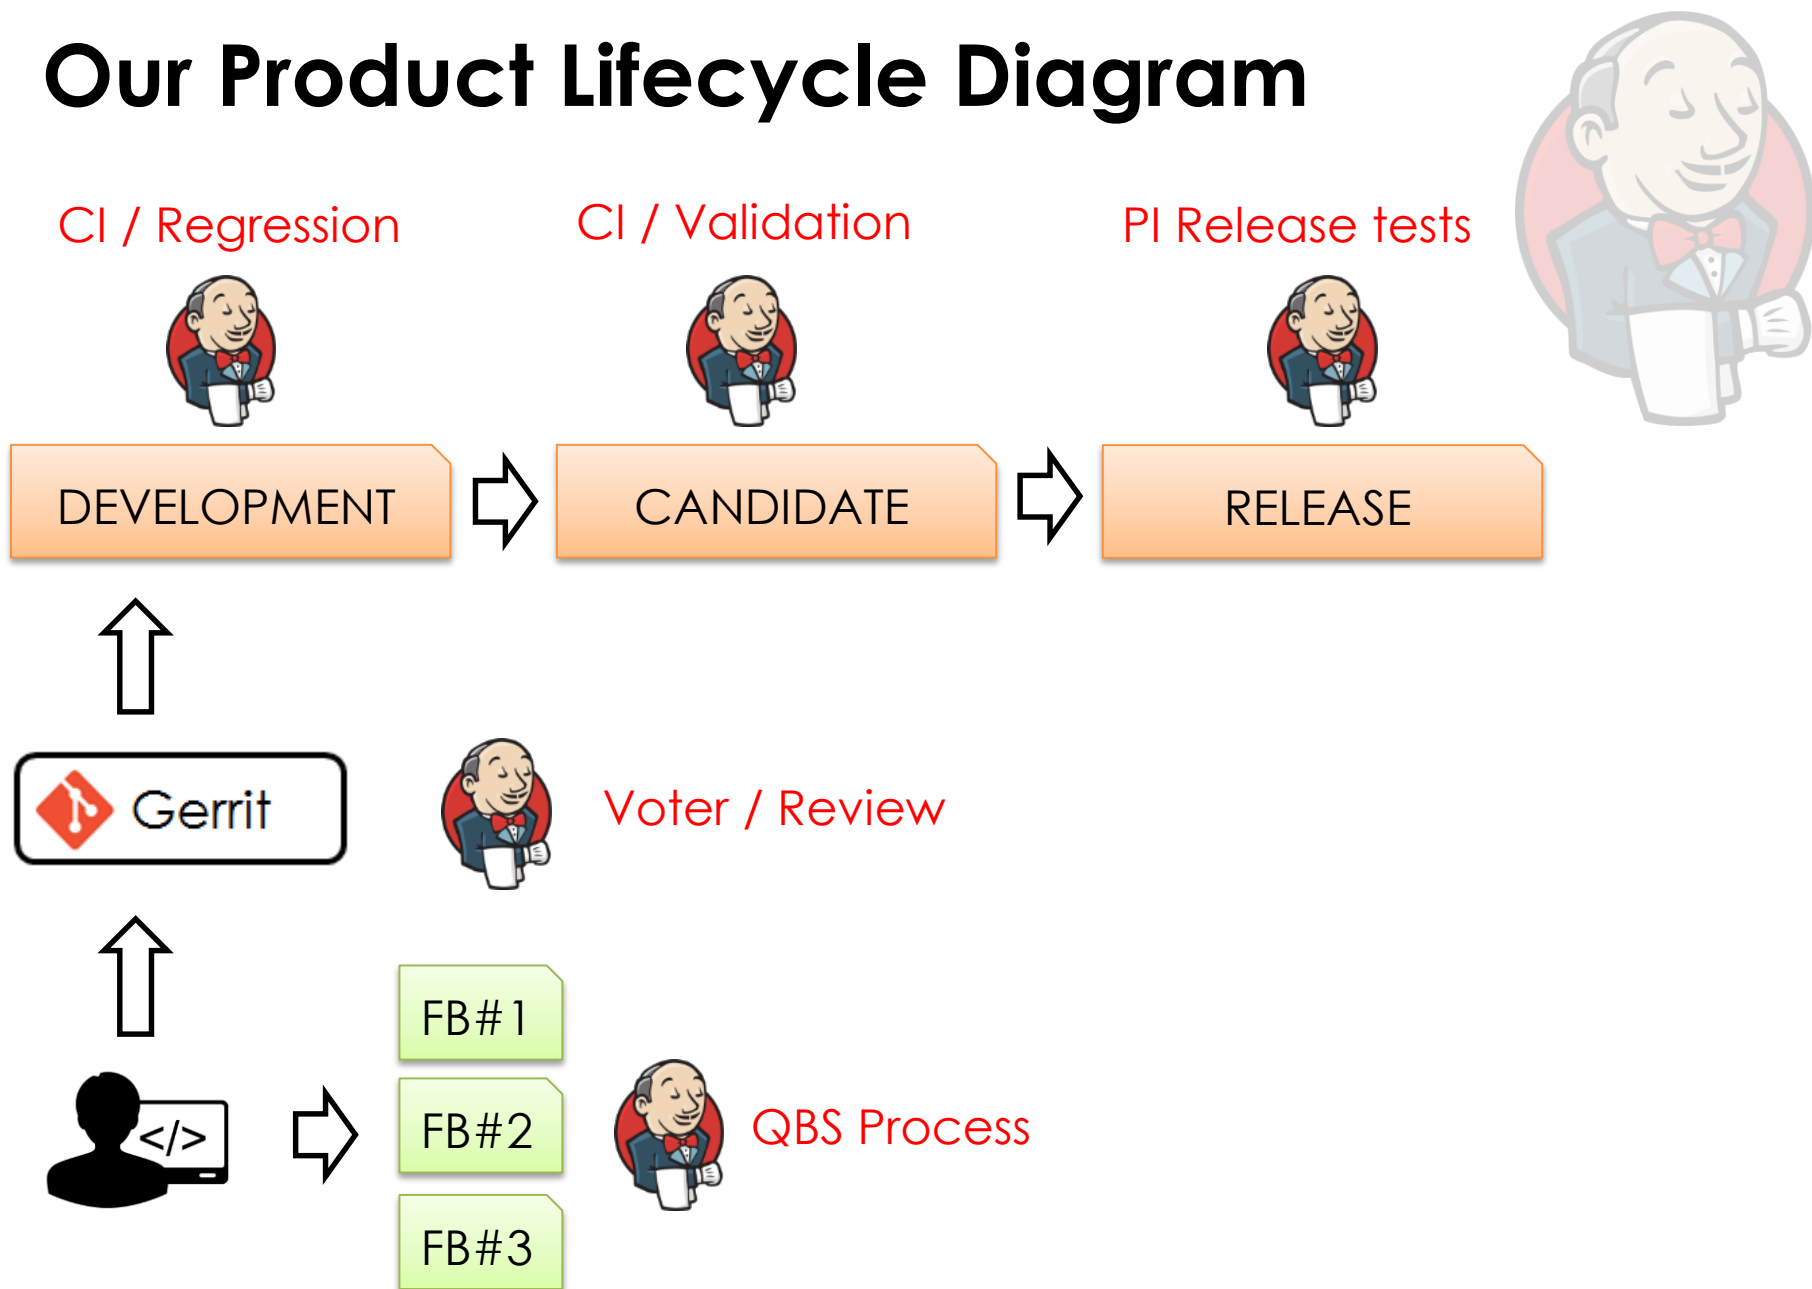 Our Product Lifecycle Diagram
CI / Regression
CI / Validation
PI Release tests
DEVELOPMENT
CANDIDATE
RELEASE
Gerrit
Voter / Review
FB#1
</>
FB#2
QBS Process
FB#3